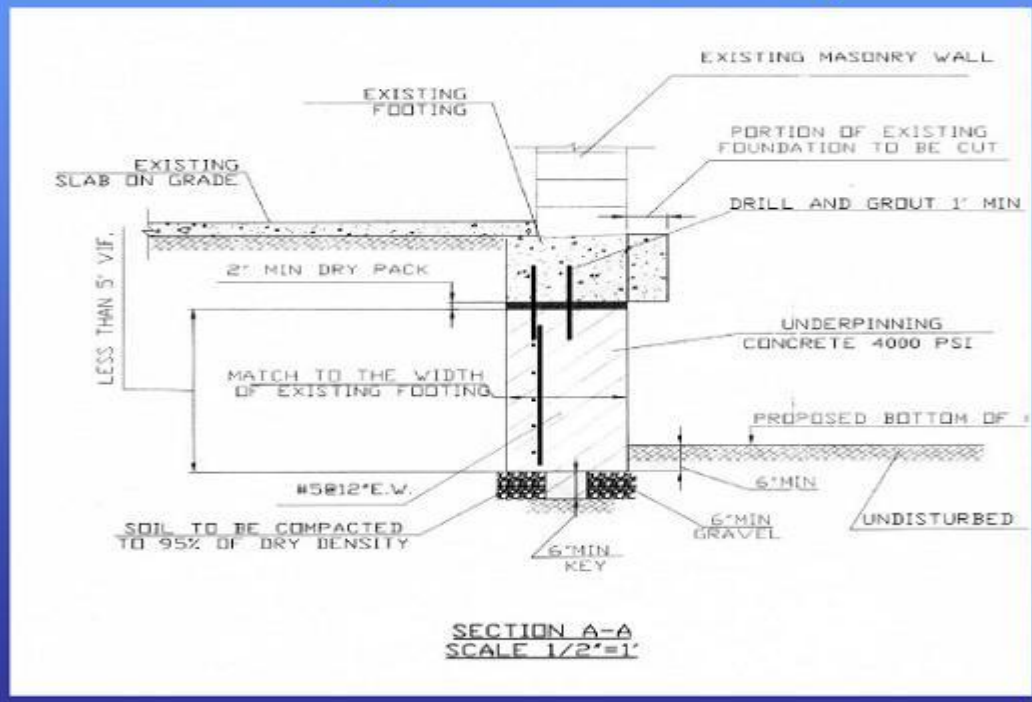 EXISTING MASONRY WALL
EXISTING
FOOTING
PORTION OF EXISTING
FOUNDATION TO BE CUT
EXISTING
SLAB ON GRADE
DRILL AND GROUT 1' MIN
2" MIN DRY PACK
LESS THAN 5' VIF.
UNDERPINNING
CONCRETE 4000 PSI
MATCH TO THE WIDTH
OF EXISTING FOOTING
PROPOSED BOTTOM OF
#5@12"E.W.
6"MIN
SOIL TO BE COMPACTED
TO 95% OF DRY DENSITY
6"MIN
GRAVEL
UNDISTURBED
6"MIN
KEY
SECTION A-A
SCALE 1/2"=1'